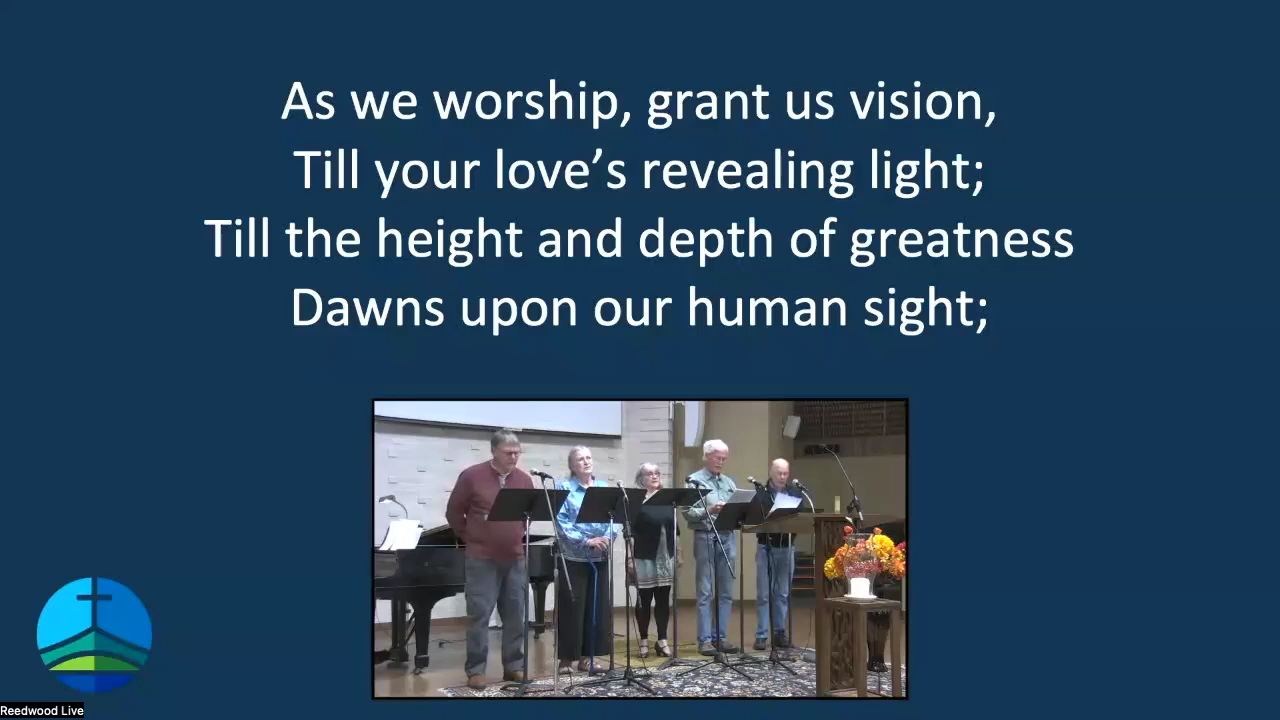 As we worship, grant us vision,
Till your love’s revealing light;
Till the height and depth of greatness
Dawns upon our human sight;
Reedwood Live